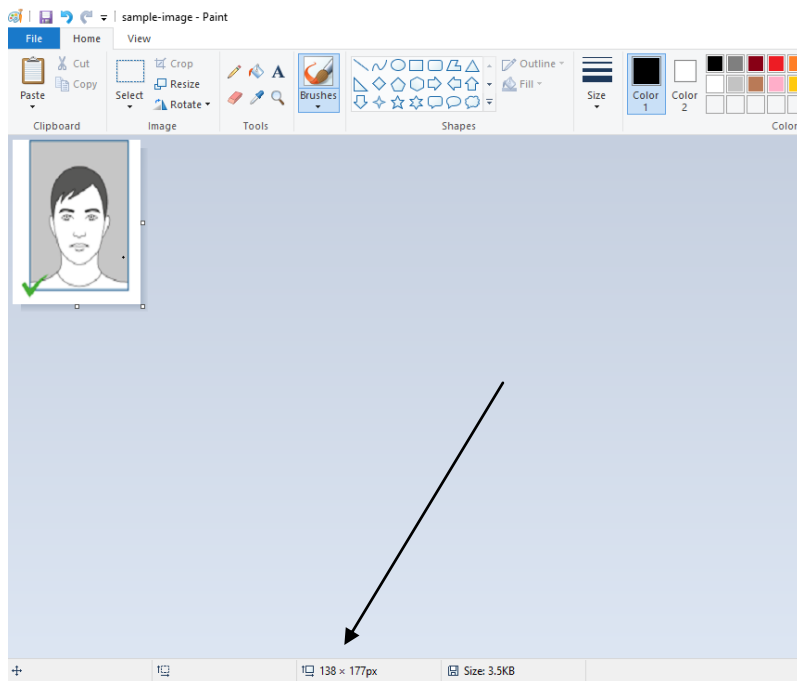 sample-image - Paint
File Home View
Paste
Cut
Copy
Clipboard
Select
Crop
Resize
Rotate
Image
A
Tools
Brushes
Shapes
Outline
Fill
Size
Color
1
Color
2
Color
138 × 177px
Size: 3.5KB